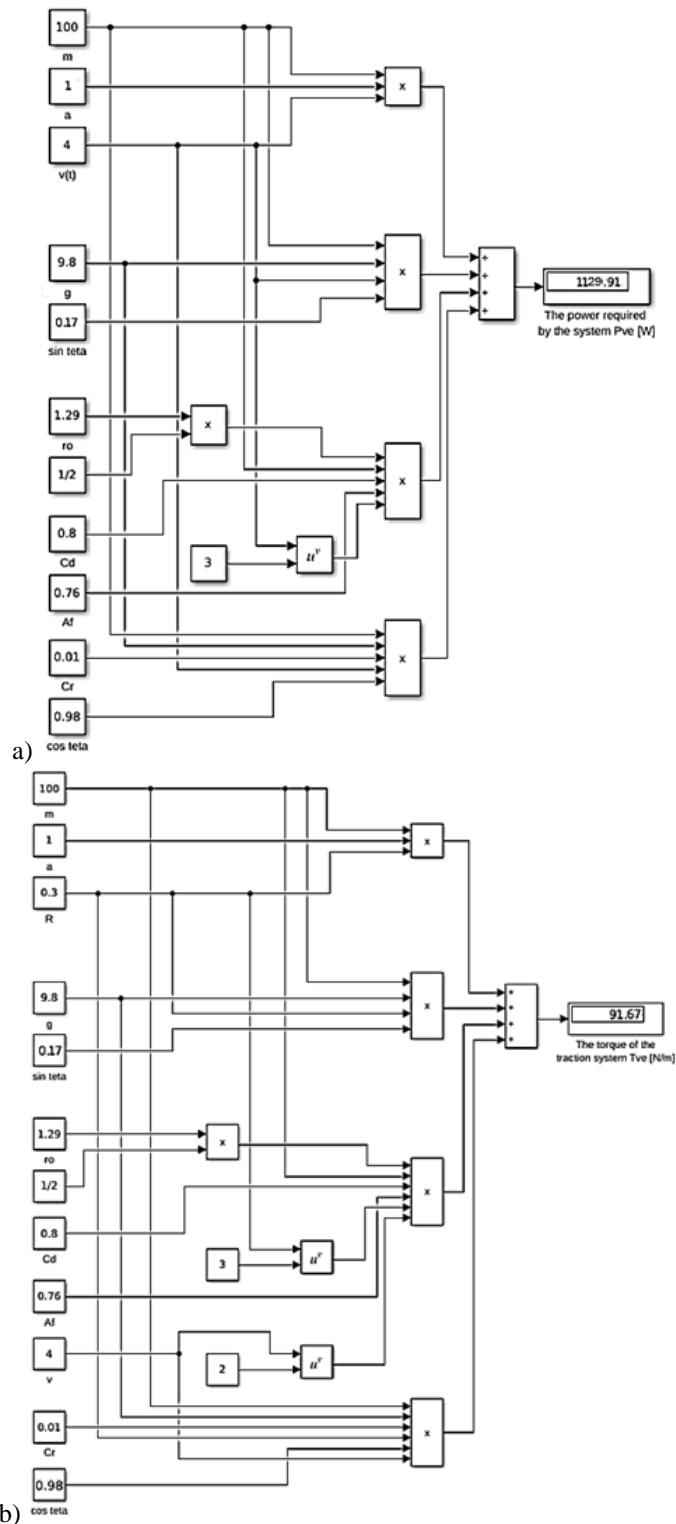 100
m
1
a
4
v(t)
9.8
g
0.17
sin teta
1.29
ro
1/2
0.8
Cd
0.76
Af
0.01
Cr
0.98
cos teta
x
x
x
3
u^v
x
x
+
+
+
+
1129.91
The power required
by the system Pve [W]
a)
100
m
1
a
0.3
R
9.8
g
0.17
sin teta
1.29
ro
1/2
0.8
Cd
0.76
Af
4
v
0.01
Cr
0.98
cos teta
x
x
x
3
u^v
2
u^v
x
x
+
+
+
+
91.67
The torque of the
traction system Tve [N/m]
b)